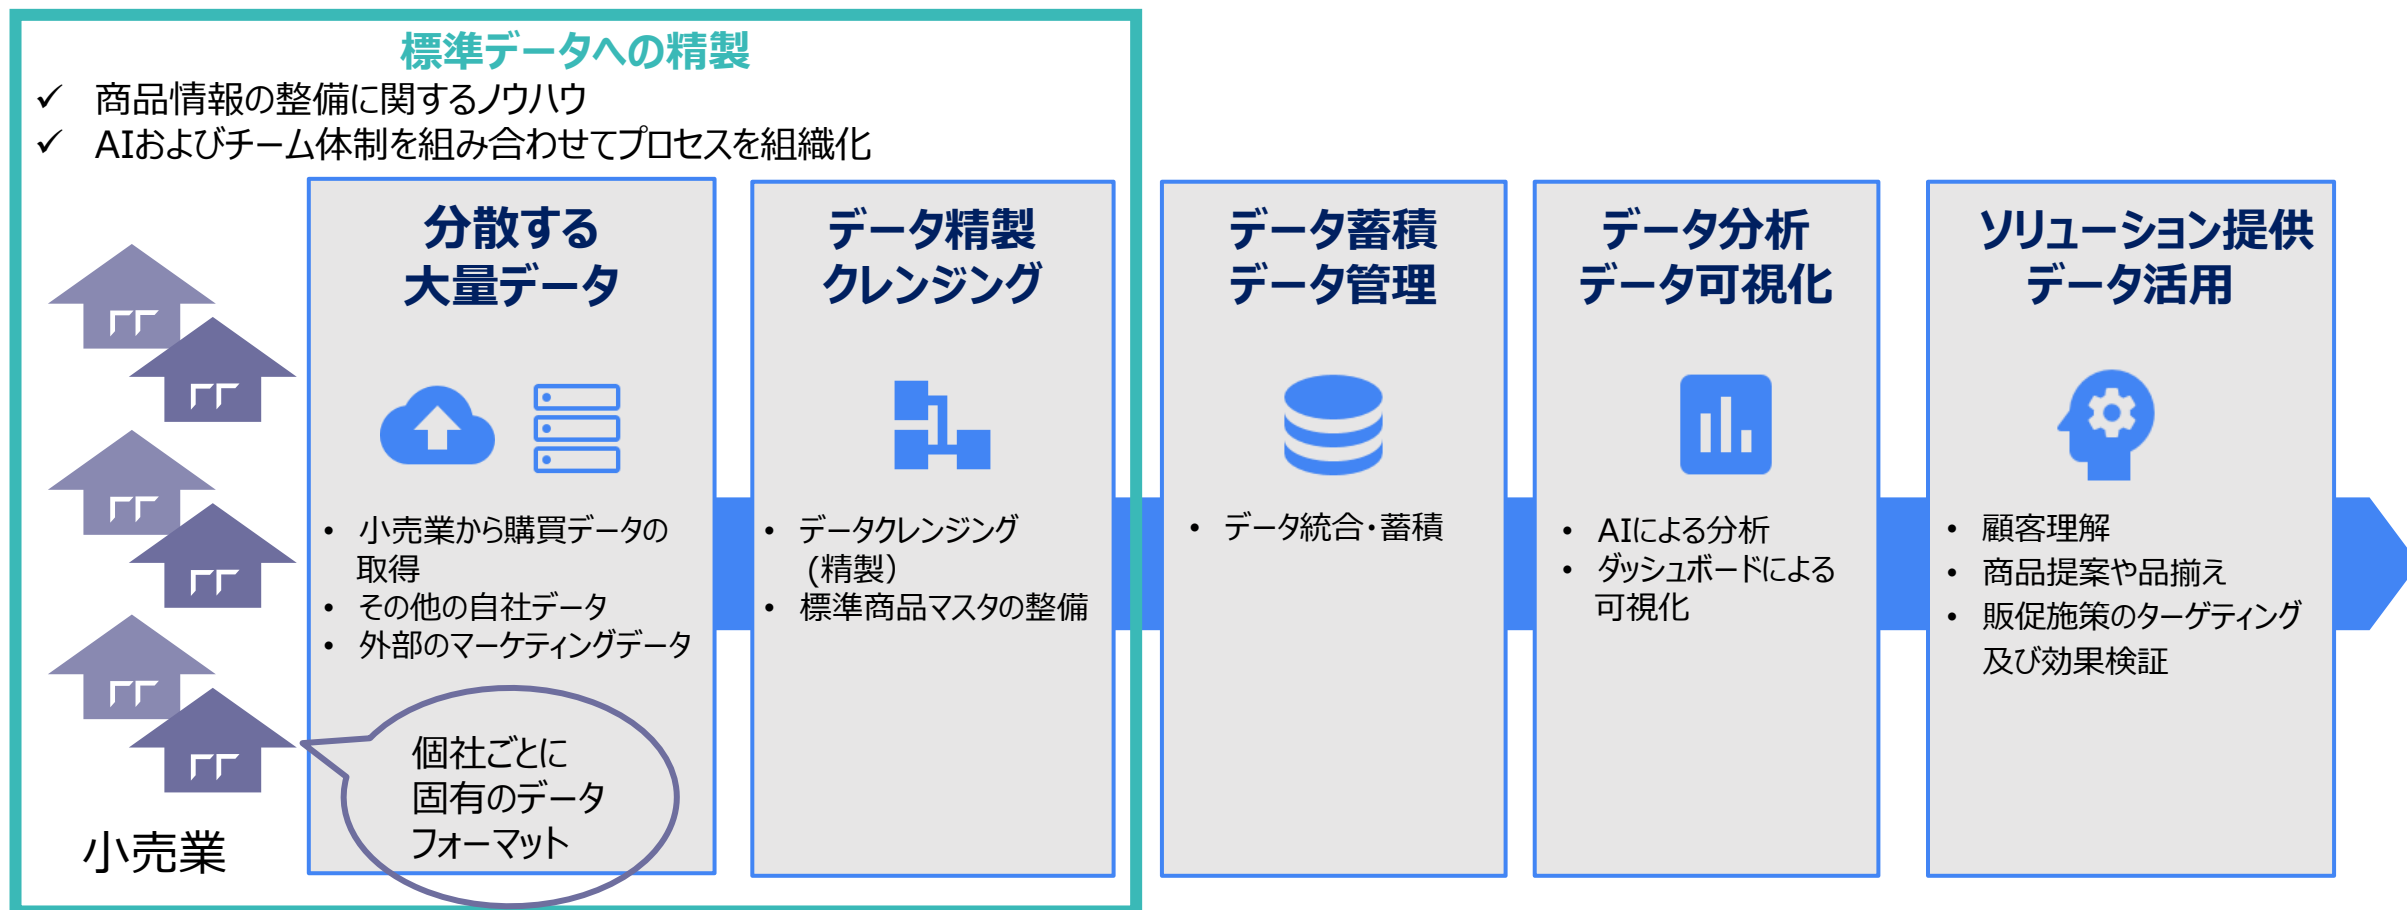 標準データへの精製
✓ 商品情報の整備に関するノウハウ
✓ AIおよびチーム体制を組み合わせてプロセスを組織化
小売業
分散する
大量データ
• 小売業から購買データの
取得
• その他の自社データ
• 外部のマーケティングデータ
個社ごとに
固有のデータ
フォーマット
データ精製
クレンジング
• データクレンジング
(精製）
• 標準商品マスタの整備
データ蓄積
データ管理
• データ統合・蓄積
データ分析
データ可視化
• AIによる分析
• ダッシュボードによる
可視化
ソリューション提供
データ活用
• 顧客理解
• 商品提案や品揃え
• 販促施策のターゲティング
及び効果検証